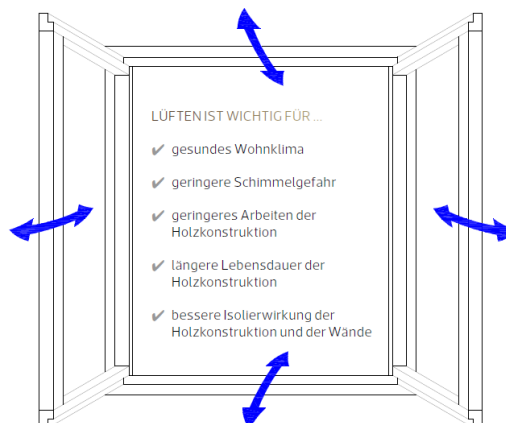 LÜFTEN IST WICHTIG FÜR ...
✔ gesundes Wohnklima
✔ geringere Schimmelgefahr
✔ geringeres Arbeiten der
Holzkonstruktion
✔ längere Lebensdauer der
Holzkonstruktion
✔ bessere Isolierwirkung der
Holzkonstruktion und der Wände